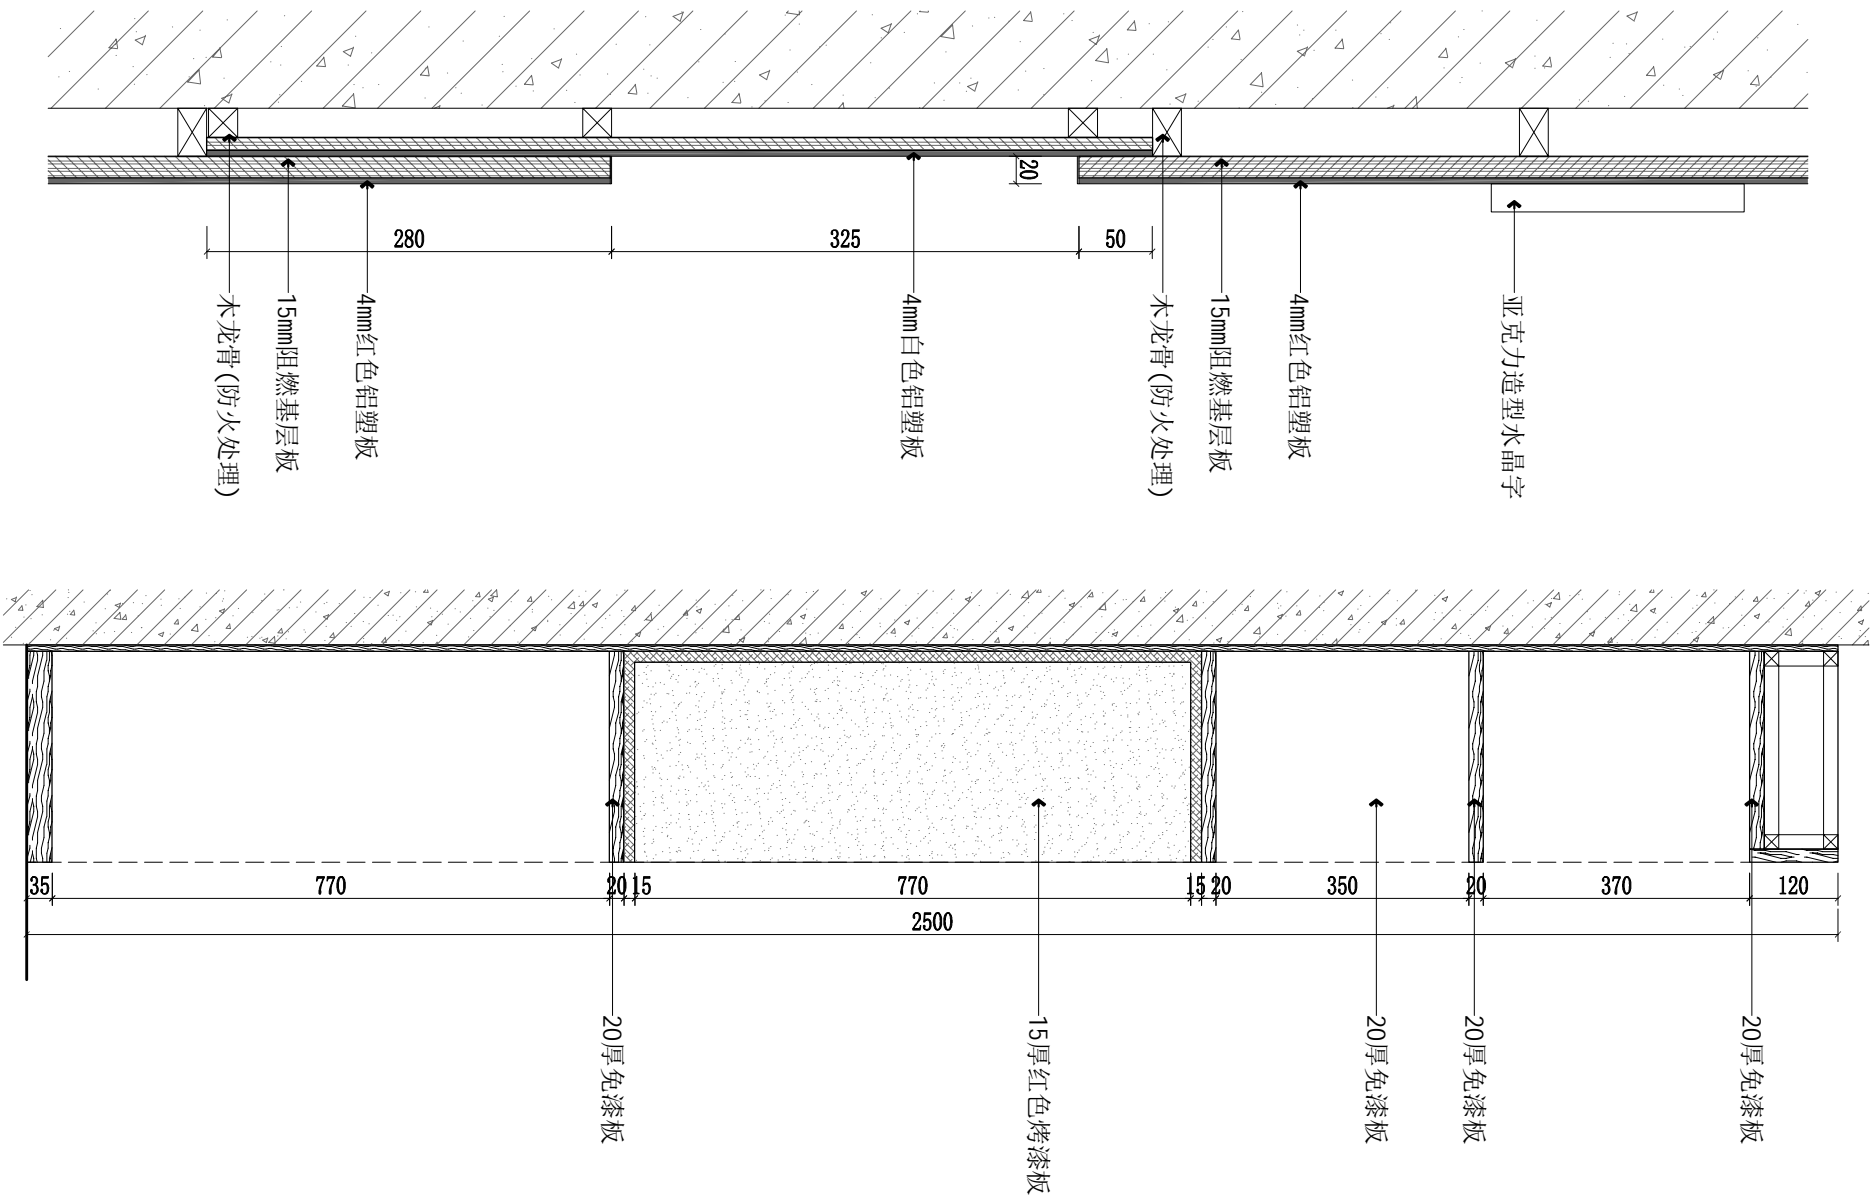 20
280
325
50
木龙骨(防火处理)
15mm阻燃基层板
4mm红色铝塑板
4mm白色铝塑板
木龙骨(防火处理)
15mm阻燃基层板
4mm红色铝塑板
亚克力造型水晶字
35
770
20
15
770
15
20
350
20
370
120
2500
20厚免漆板
15厚红色烤漆板
20厚免漆板
20厚免漆板
20厚免漆板